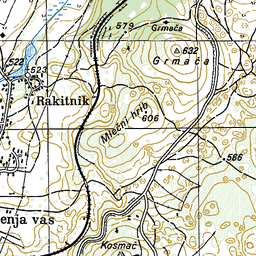 579
Grmača
632
Grmača
522
523
Rakitnik
Mlečni hrib
606
566
enja vas
Kosmač